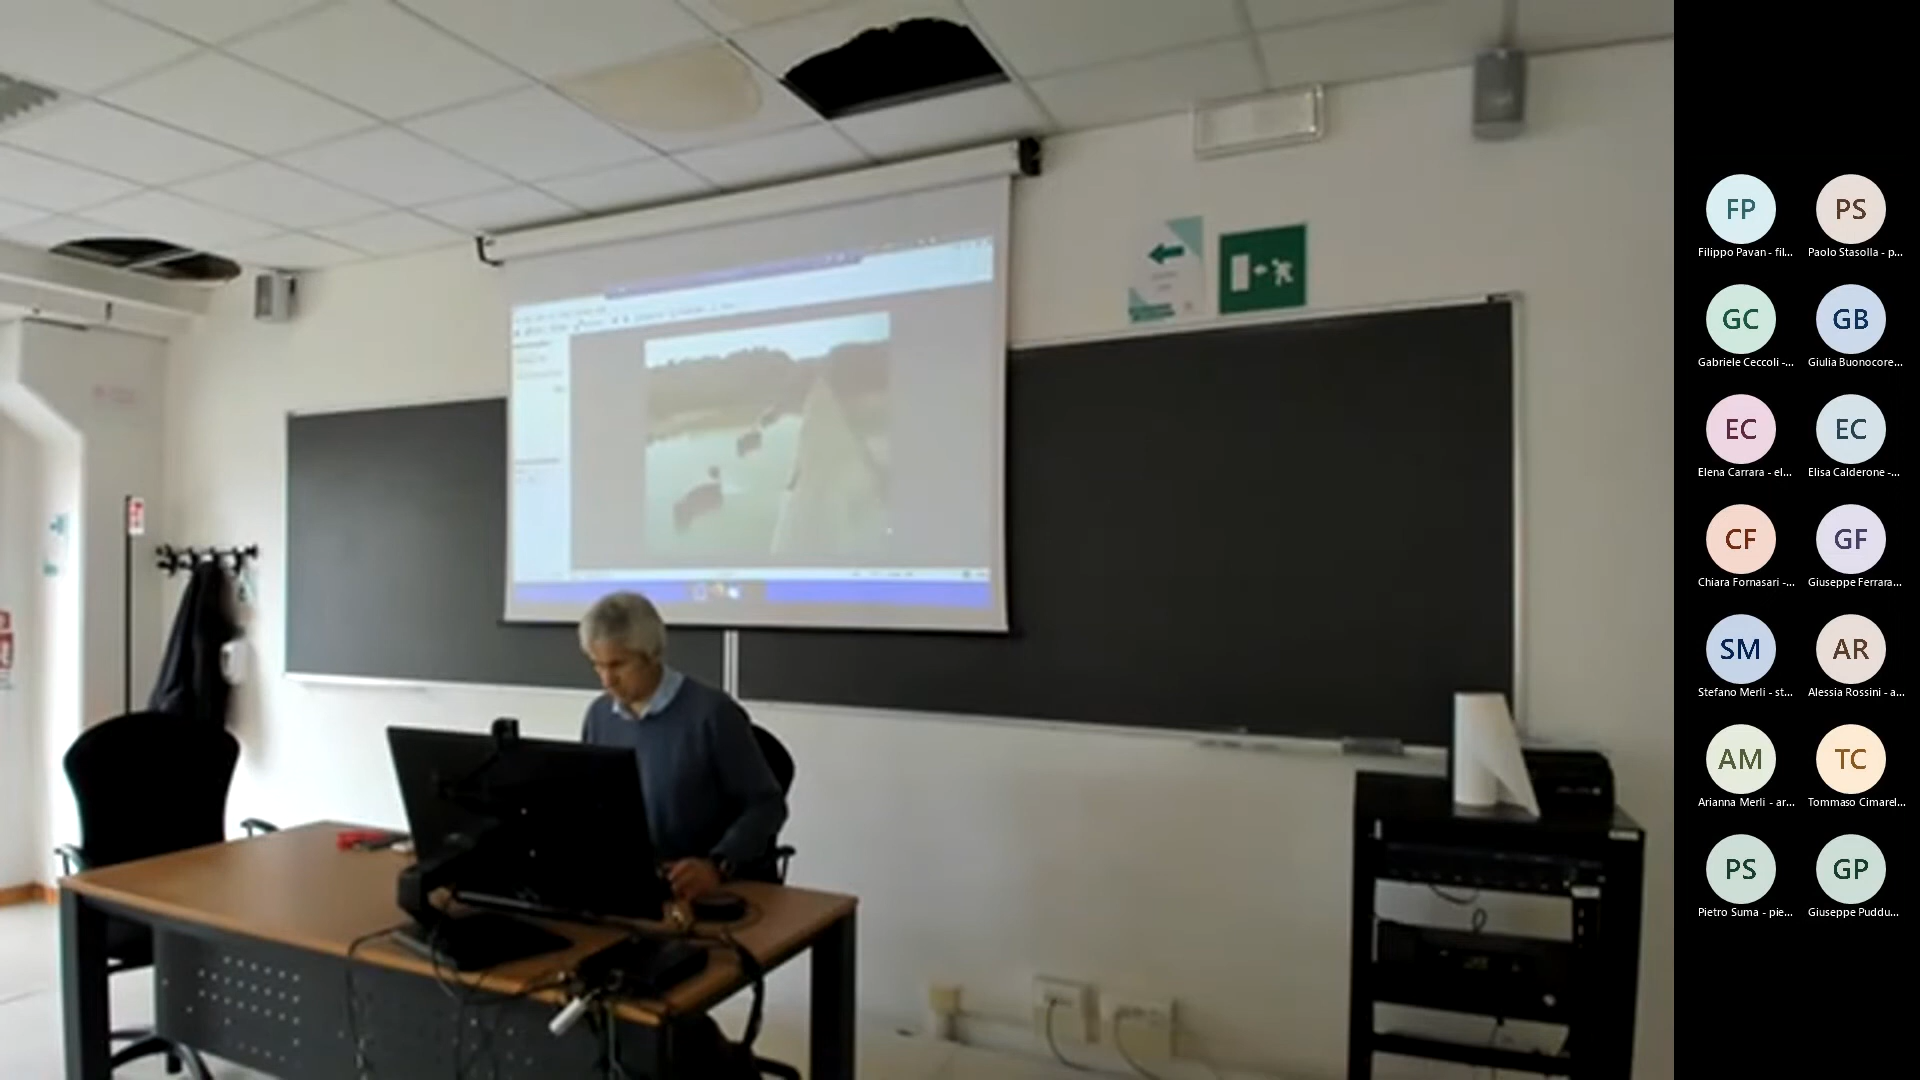 FP PS
Filippo Pavan - fil... Paolo Stasolla - p...
GC GB
Gabriele Ceccoli -... Giulia Buonocore...
EC EC
Elena Carrara - el... Elisa Calderone -...
CF GF
Chiara Fornasari -... Giuseppe Ferrara...
SM AR
Stefano Merli - st... Alessia Rossini - a...
AM TC
Arianna Merli - ar... Tommaso Cimarel...
PS GP
Pietro Suma - pie... Giuseppe Puddu...